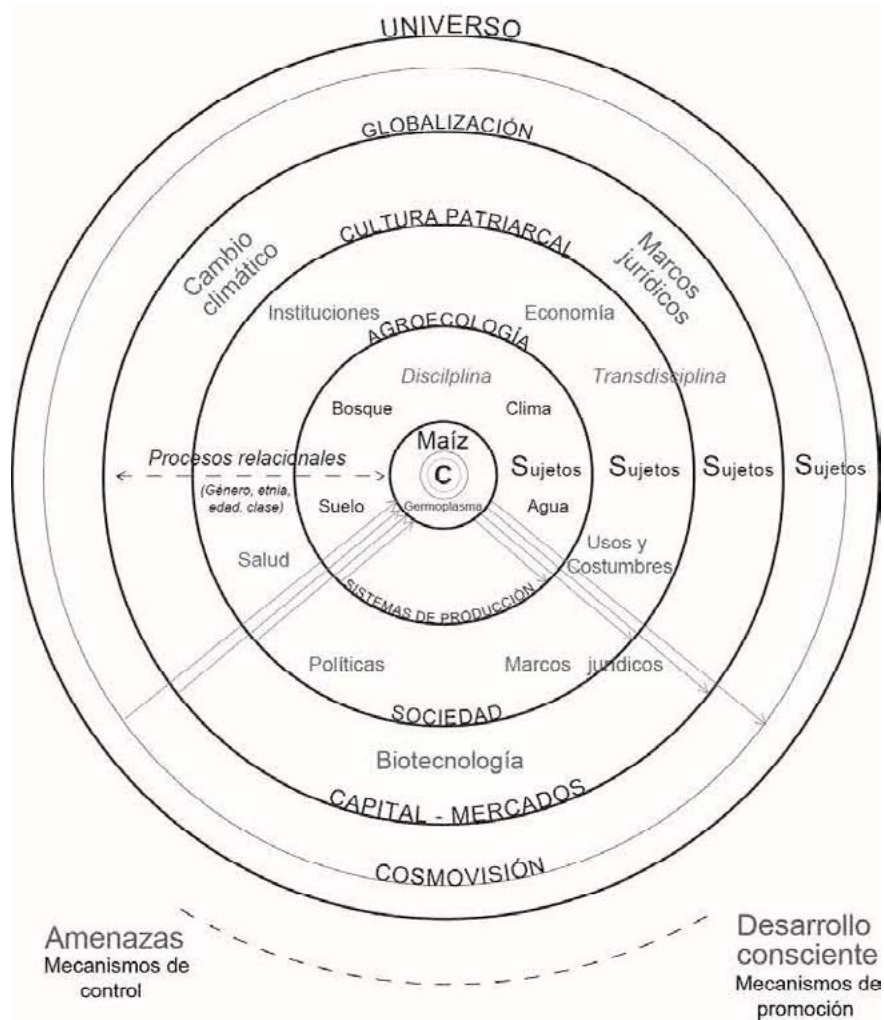 UNIVERSO
GLOBALIZACIÓN
CULTURA PATRIARCAL
Cambio
climático
Marcos
jurídicos
Instituciones
Economía
AGROECOLOGÍA
Discilplina
Transdisciplina
Bosque
Clima
Maíz
C
Germoplasma
Procesos relacionales
(Género, etnia,
edad. clase)
Sujetos
Sujetos
Sujetos
Sujetos
Suelo
Agua
Salud
Usos y
Costumbres
SISTEMAS DE PRODUCCIÓN
Políticas
Marcos jurídicos
SOCIEDAD
Biotecnología
CAPITAL - MERCADOS
COSMOVISIÓN
Amenazas
Mecanismos de
control
Desarrollo
consciente
Mecanismos de
promoción